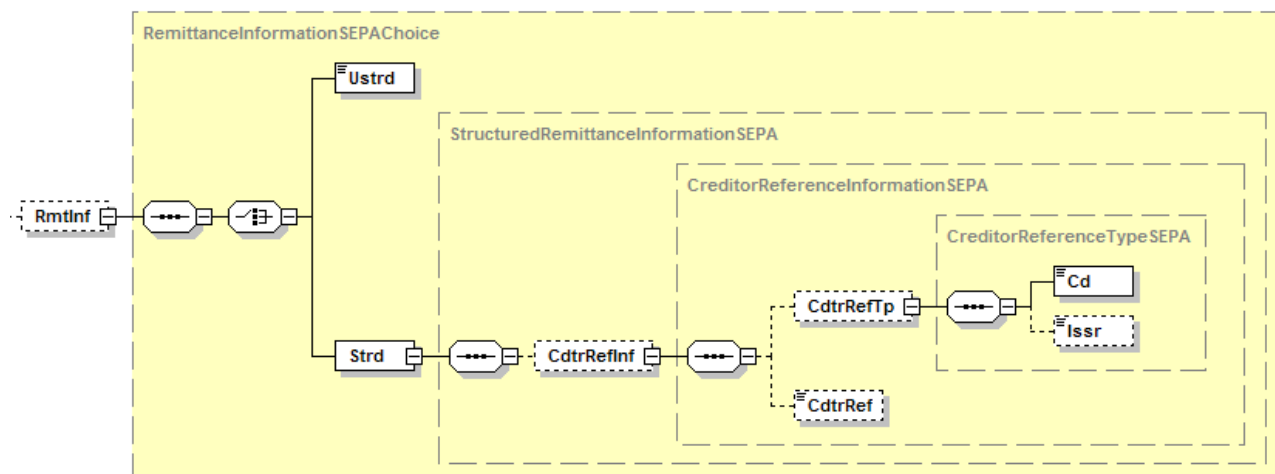 RemittanceInformationSEPAChoice
Ustrd
StructuredRemittanceInformationSEPA
CreditorReferenceInformationSEPA
RmtInf
CreditorReferenceTypeSEPA
Cd
CdtrRefTp
Issr
Strd
CdtrRefInf
CdtrRef